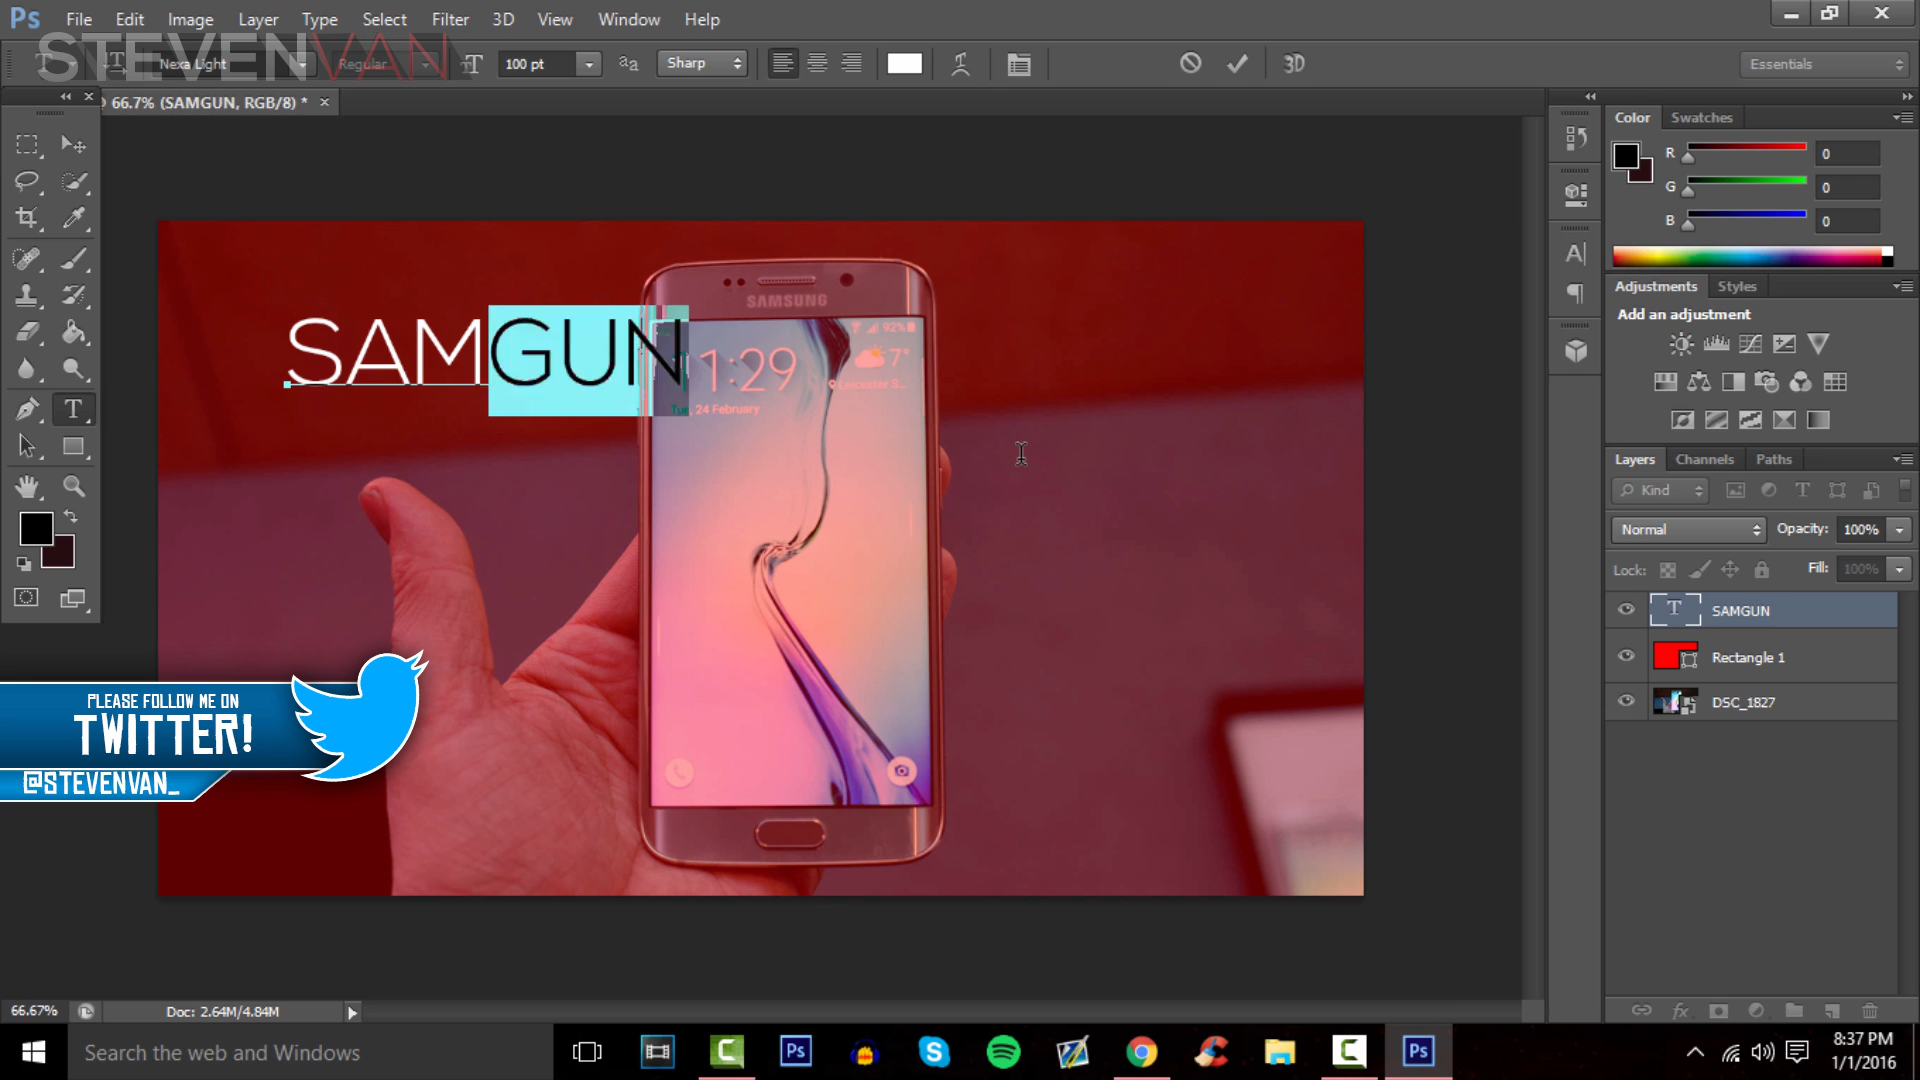 Ps File Edit Image Layer Type Select Filter 3D View Window Help
STEVENVAN
Nexa Light Regular 100 pt Sharp 3D Essentials
66.7% (SAMGUN, RGB/8) *
Color Swatches
R 0
G 0
B 0
Adjustments Styles
Add an adjustment
SAMGUN
SAMSUNG
92%
1:29
7°
Leicester S...
Tue, 24 February
Layers Channels Paths
Kind
Normal Opacity: 100%
Lock: Fill: 100%
SAMGUN
Rectangle 1
DSC_1827
PLEASE FOLLOW ME ON
TWITTER!
@STEVENVAN_
66.67% Doc: 2.64M/4.84M
Search the web and Windows
8:37 PM
1/1/2016